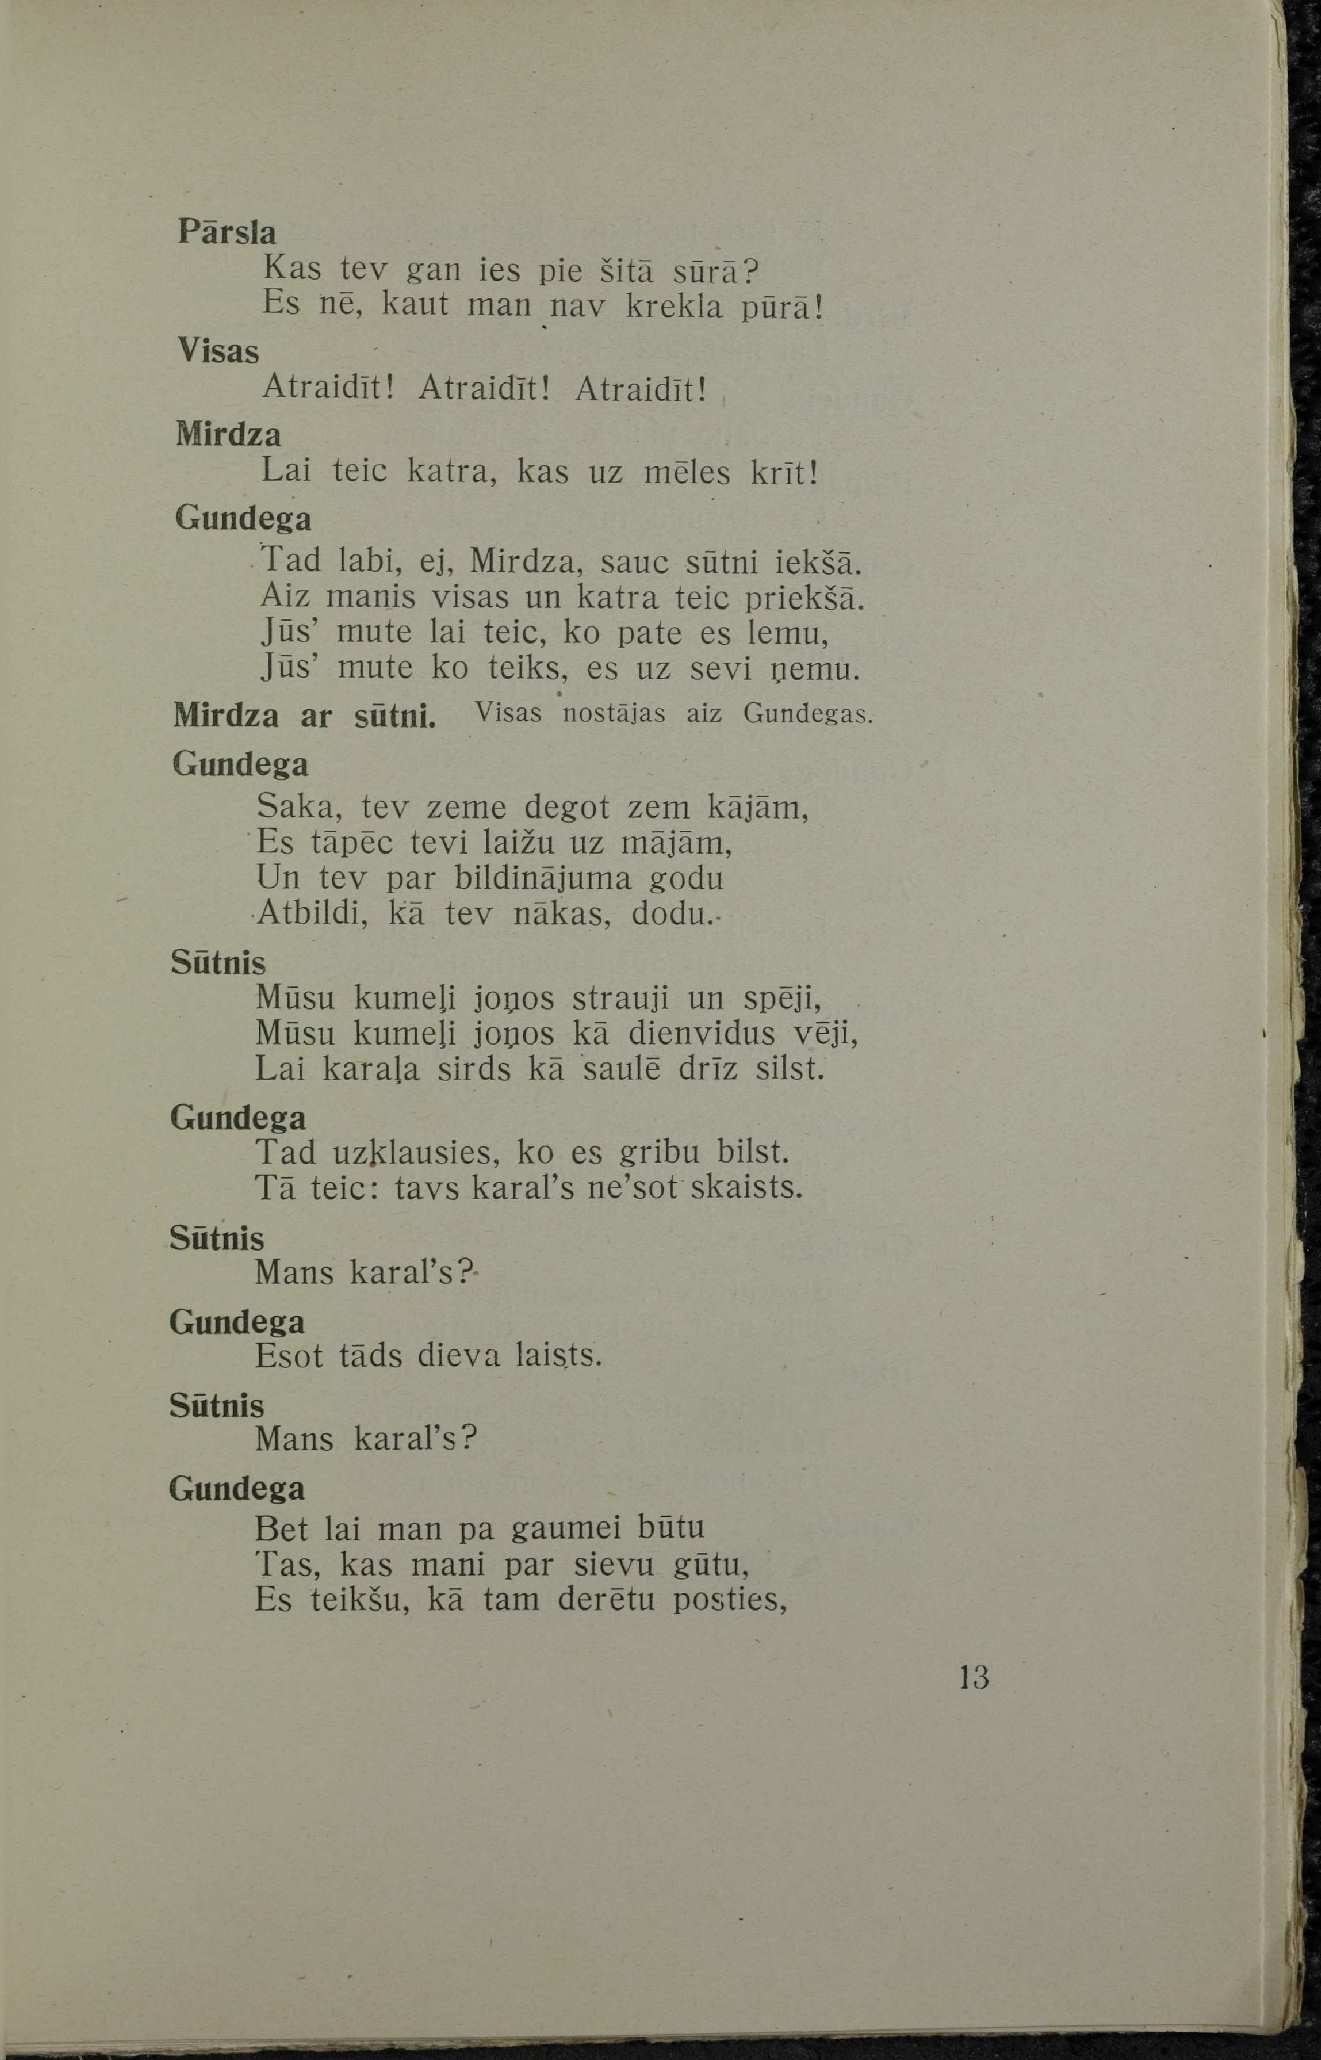 Pārsla
Kas tev gan ies pie šitā sūrā?
Es nē, kaut man nav krekla pūrā!
Visas
Atraidīt! Atraidīt! Atraidīt!
Mirdza
Lai teic katra, kas uz mēles krīt!
Gundega
Tad labi, ej, Mirdza, sauc sūtni iekšā.
Aiz manis visas un katra teic priekšā.
Jūs’ mute lai teic, ko pate es lemu,
Jūs’ mute ko teiks, es uz sevi ņemu.
Mirdza ar sūtni. Visas nostājas aiz Gundegas.
Gundega
Saka, tev zeme degot zem kājām,
Es tāpēc tevi laižu uz mājām,
Un tev par bildinājuma godu
Atbildi, kā tev nākas, dodu.
Sūtnis
Mūsu kumeļi joņos strauji un spēji,
Mūsu kumeļi joņos kā dienvidus vēji,
Lai karaļa sirds kā saulē drīz silst.
Gundega
Tad uzklausies, ko es gribu bilst.
Tā teic: tavs karal’s ne’sot skaists.
Sūtnis
Mans karal’s?
Gundega
Esot tāds dieva laists.
Sūtnis
Mans karal’s?
Gundega
Bet lai man pa gaumei būtu
Tas, kas mani par sievu gūtu,
Es teikšu, kā tam derētu posties,
13